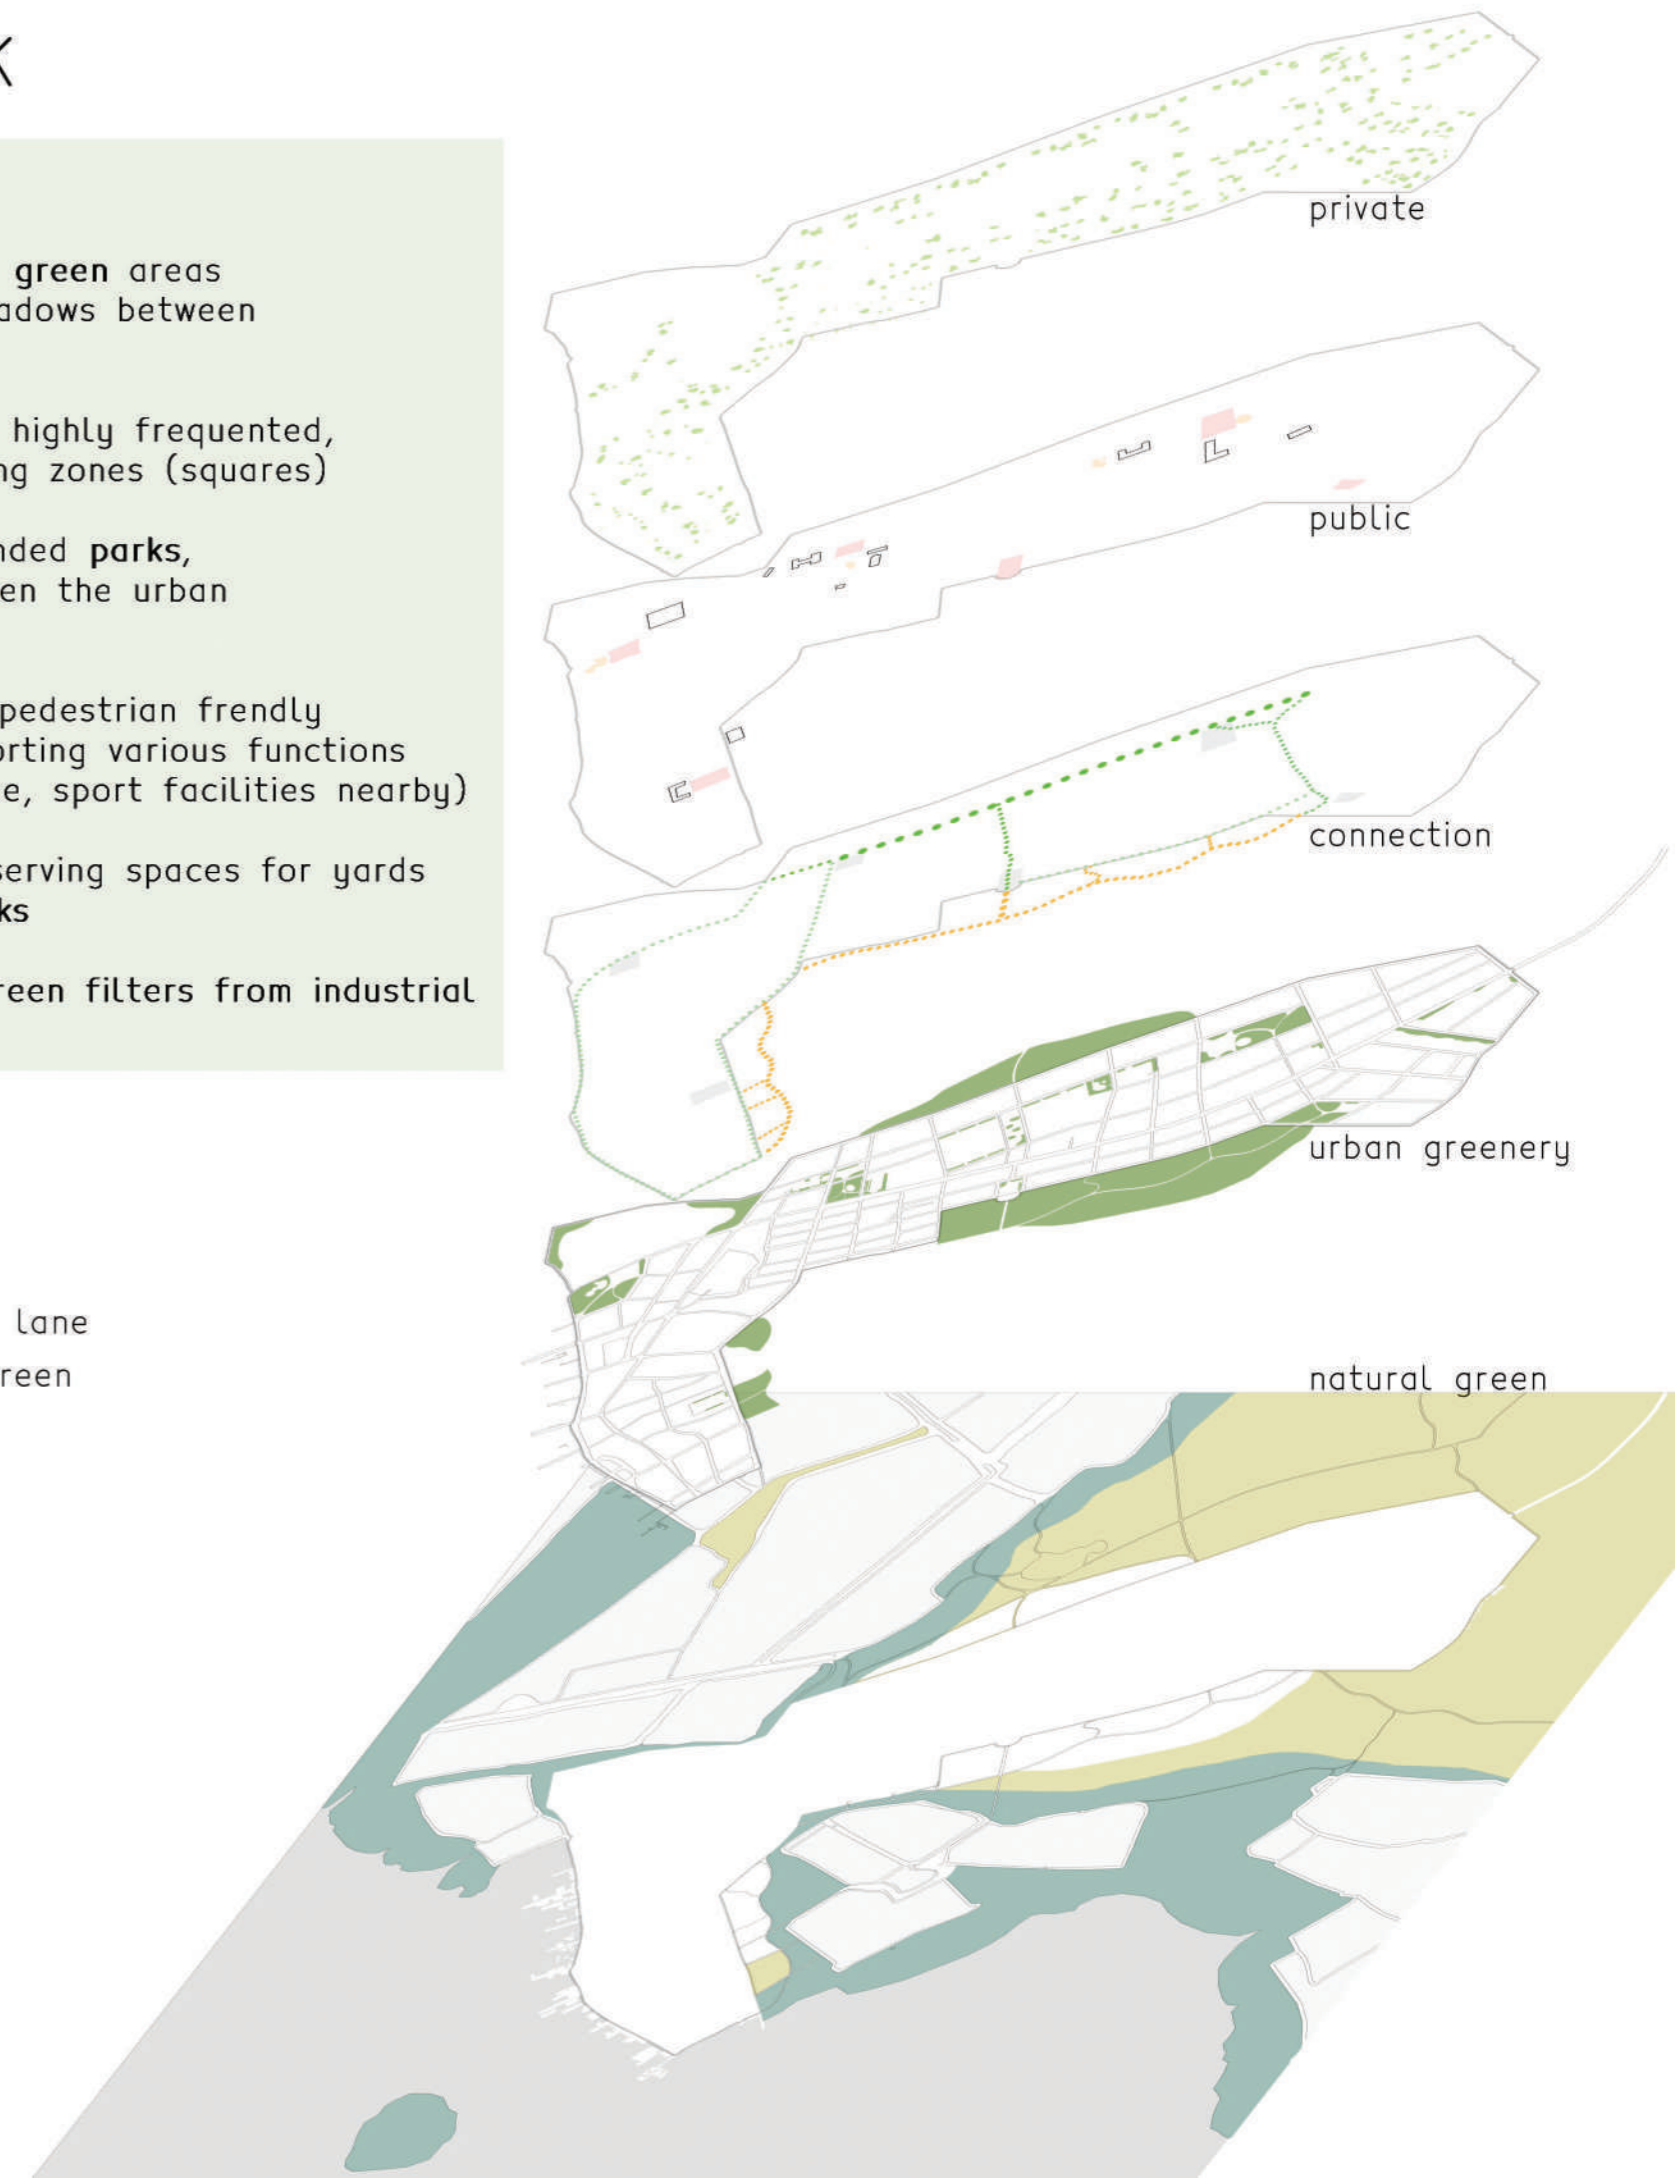 K
green areas
adows between
highly frequented,
ng zones (squares)
nded parks,
en the urban
pedestrian frendly
orting various functions
e, sport facilities nearby)
serving spaces for yards
ks
reen filters from industrial
lane
reen
private
public
connection
urban greenery
natural green